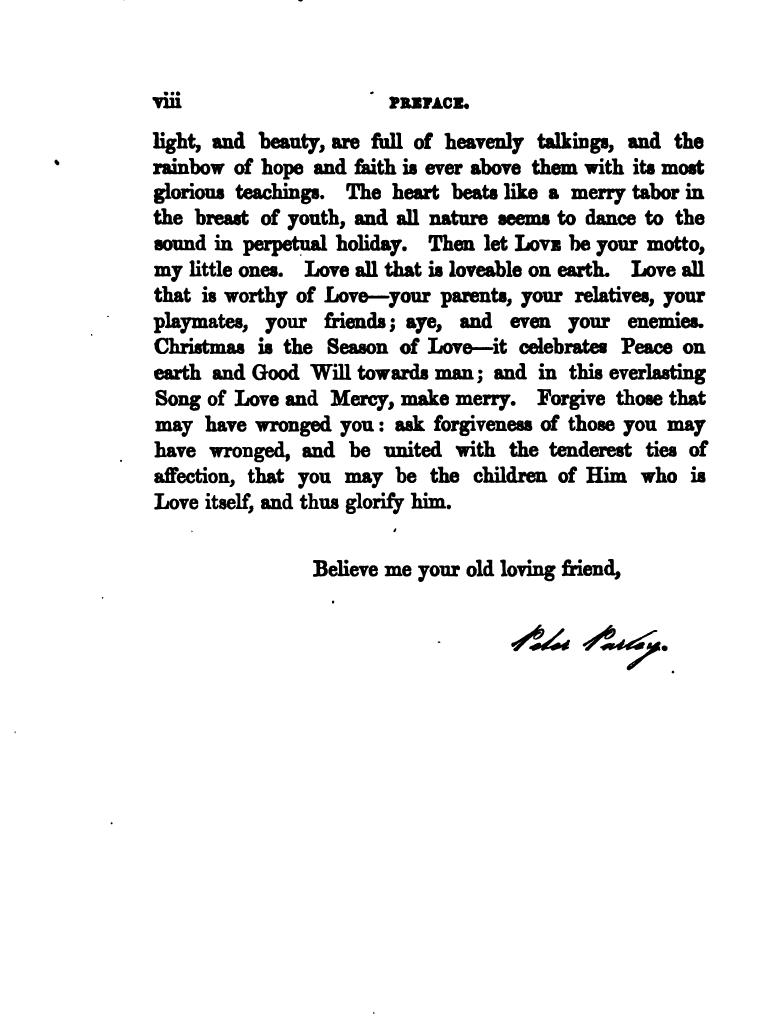 viii PREFACE.
light, and beauty, are full of heavenly talkings, and the
rainbow of hope and faith is ever above them with its most
glorious teachings. The heart beats like a merry tabor in
the breast of youth, and all nature seems to dance to the
sound in perpetual holiday. Then let LOVE be your motto,
my little ones. Love all that is loveable on earth. Love all
that is worthy of Love—your parents, your relatives, your
playmates, your friends; aye, and even your enemies.
Christmas is the Season of Love—it celebrates Peace on
earth and Good Will towards man; and in this everlasting
Song of Love and Mercy, make merry. Forgive those that
may have wronged you: ask forgiveness of those you may
have wronged, and be united with the tenderest ties of
affection, that you may be the children of Him who is
Love itself, and thus glorify him.
Believe me your old loving friend,
Peter Parley.